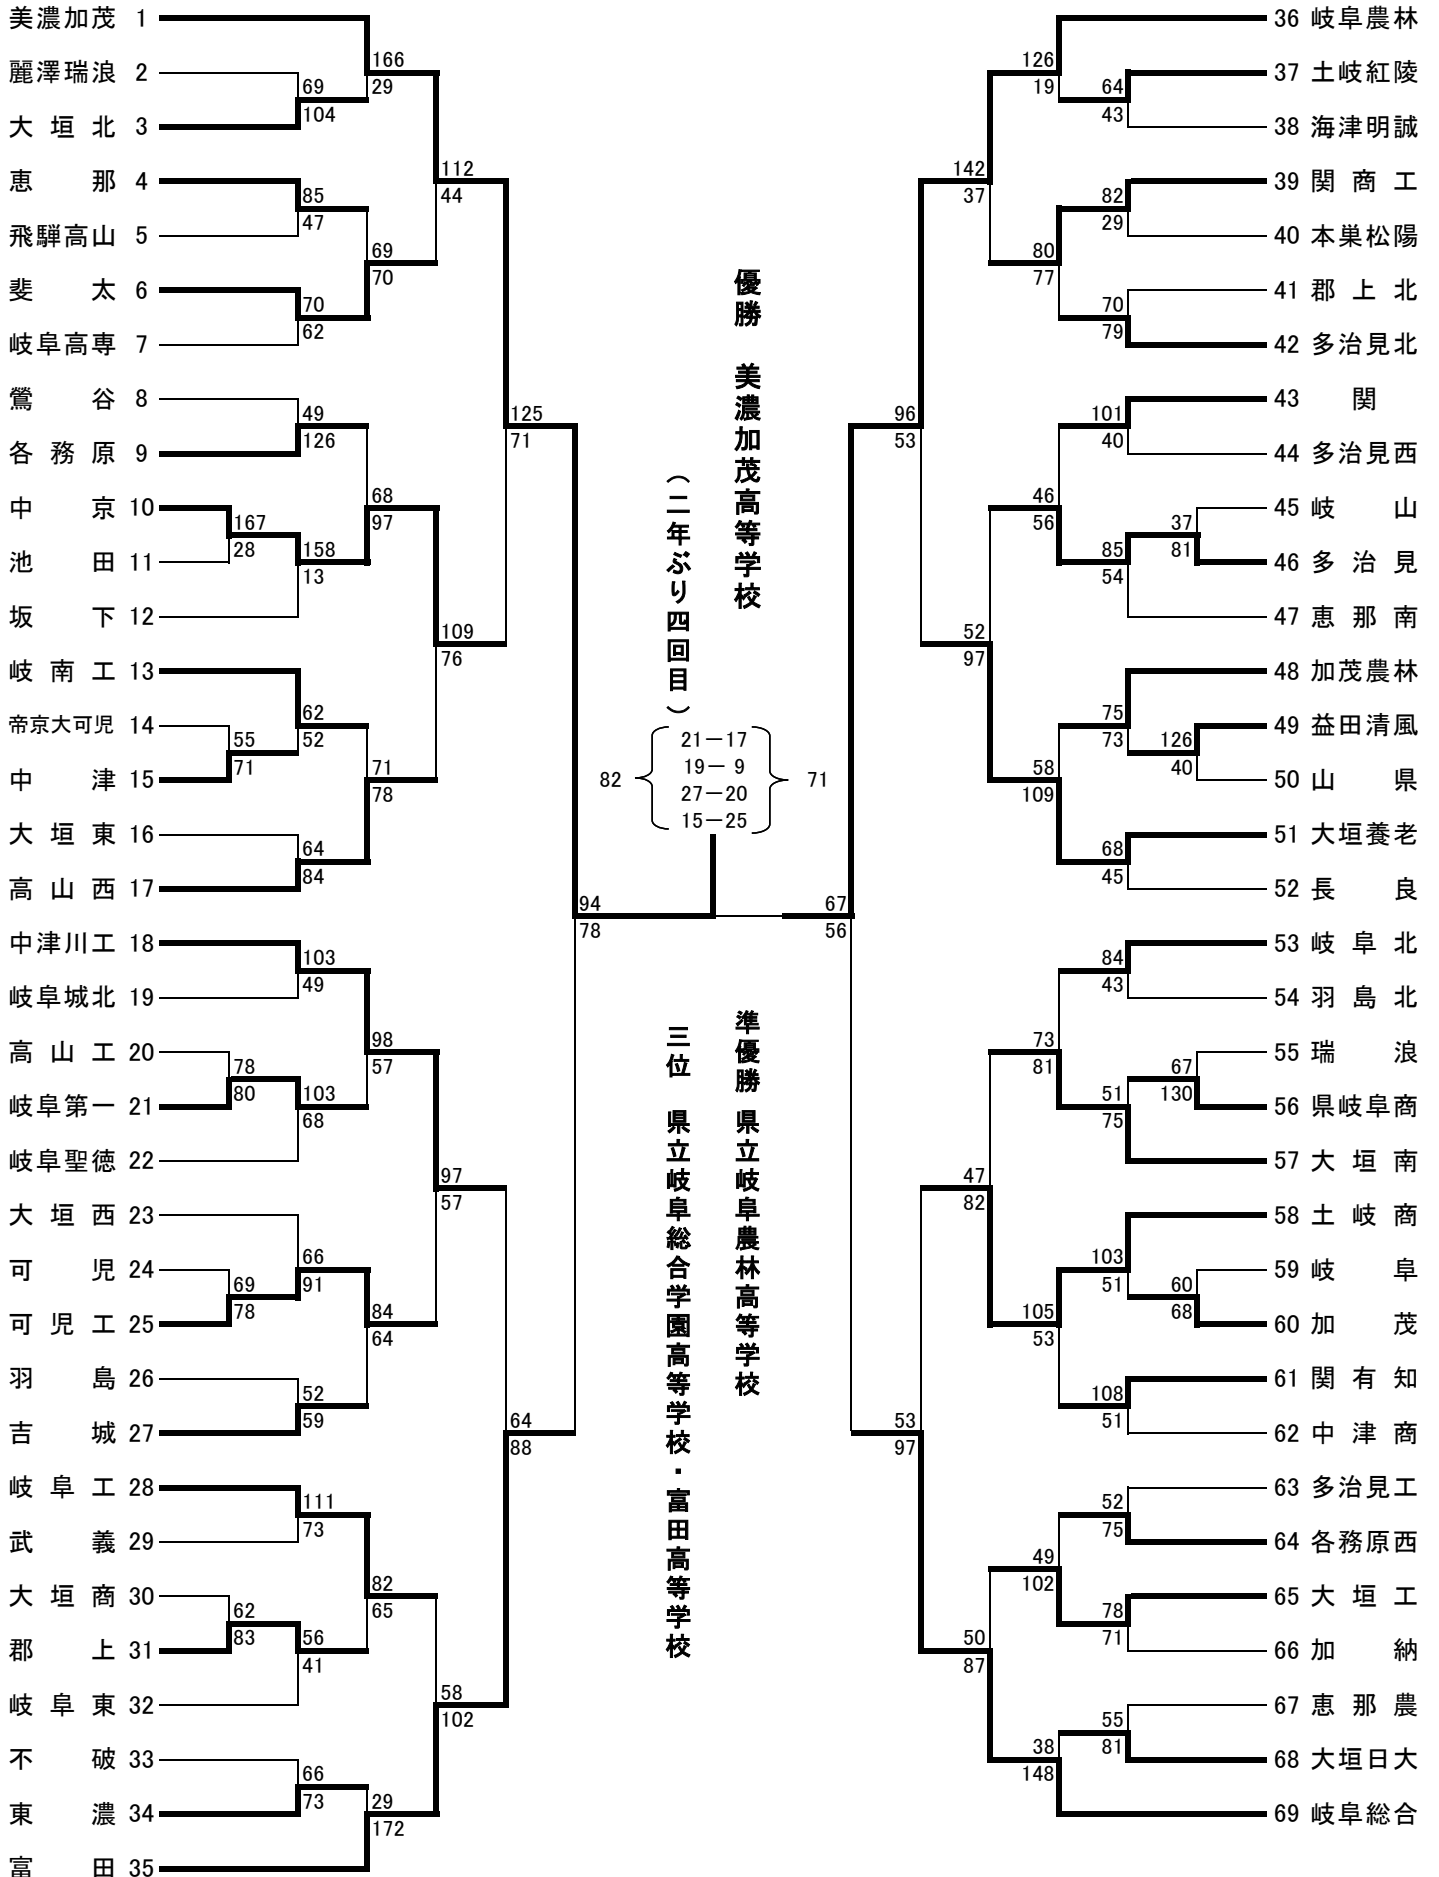 美濃加茂 1
166
29
麗澤瑞浪 2
69
104
大垣北 3
112
44
恵那 4
85
47
飛騨高山 5
69
70
斐太 6
70
62
岐阜高専 7
125
71
鶯谷 8
49
126
各務原 9
68
97
中京 10
167
28
池田 11
158
13
坂下 12
109
76
岐南工 13
62
52
帝京大可児 14
55
71
中津 15
71
78
大垣東 16
64
84
高山西 17
94
78
中津川工 18
103
49
岐阜城北 19
98
57
高山工 20
78
80
岐阜第一 21
103
68
岐阜聖徳 22
97
57
大垣西 23
66
91
可児 24
69
78
可児工 25
84
64
羽島 26
52
59
吉城 27
64
88
岐阜工 28
111
73
武義 29
82
65
大垣商 30
62
83
郡上 31
56
41
岐阜東 32
58
102
不破 33
66
73
東濃 34
29
172
富田 35
優勝 美濃加茂高等学校
(二年ぶり四回目)
82
21－17
19－ 9
27－20
15－25
71
準優勝 県立岐阜農林高等学校
三位 県立岐阜総合学園高等学校・富田高等学校
36 岐阜農林
126
19
37 土岐紅陵
64
43
38 海津明誠
142
37
39 関商工
82
29
40 本巣松陽
80
77
41 郡上北
70
79
42 多治見北
96
53
43 関
101
40
44 多治見西
46
56
45 岐山
37
81
46 多治見
85
54
47 恵那南
52
97
48 加茂農林
75
73
49 益田清風
126
40
50 山県
58
109
51 大垣養老
68
45
52 長良
67
56
53 岐阜北
84
43
54 羽島北
73
81
55 瑞浪
67
130
56 県岐阜商
51
75
57 大垣南
47
82
58 土岐商
103
51
59 岐阜
60
68
60 加茂
105
53
61 関有知
108
51
62 中津商
53
97
63 多治見工
52
75
64 各務原西
49
102
65 大垣工
78
71
66 加納
50
87
67 恵那農
55
81
68 大垣日大
38
148
69 岐阜総合